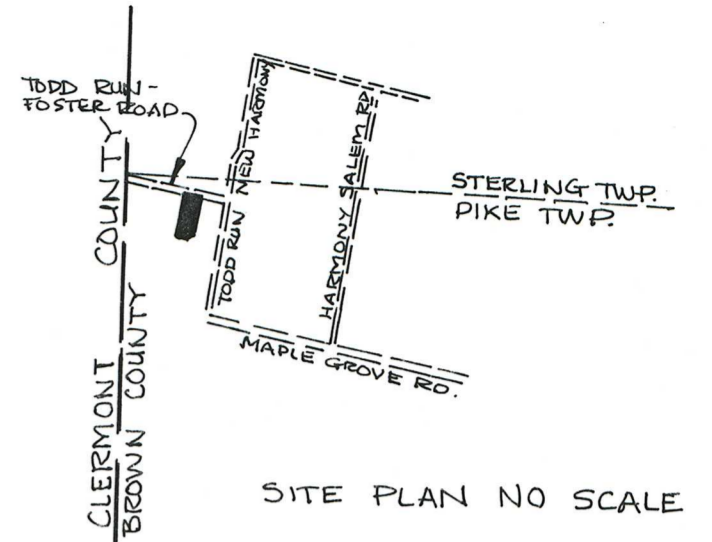 TODD RUN-
FOSTER ROAD
TODD RUN NEW HARMONY
HARMONY SALEM RD
STERLING TWP.
PIKE TWP.
MAPLE GROVE RD.
CLERMONT COUNTY
BROWN COUNTY
SITE PLAN NO SCALE